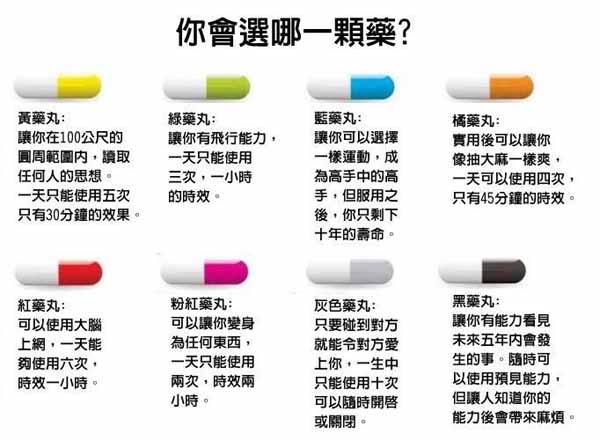 你會選哪一顆藥?
黃藥丸:
讓你在100公尺的
圓周範圍內，讀取
任何人的思想。
一天只能使用五次
只有30分鐘的效果。
綠藥丸:
讓你有飛行能力，
一天只能使用
三次，一小時
的時效。
藍藥丸:
讓你可以選擇
一樣運動，成
為高手中的高
手，但服用之
後，你只剩下
十年的壽命。
橘藥丸:
實用後可以讓你
像抽大麻一樣爽，
一天可以使用四次，
只有45分鐘的時效。
紅藥丸:
可以使用大腦
上網，一天能
夠使用六次，
時效一小時。
粉紅藥丸:
可以讓你變身
為任何東西，
一天只能使用
兩次，時效兩
小時。
灰色藥丸:
只要碰到對方
就能令對方愛
上你，一生中
只能使用十次
可以隨時開啓
或關閉。
黑藥丸:
讓你有能力看見
未來五年內會發
生的事。隨時可
以使用預見能力，
但讓人知道你的
能力後會帶來麻煩。